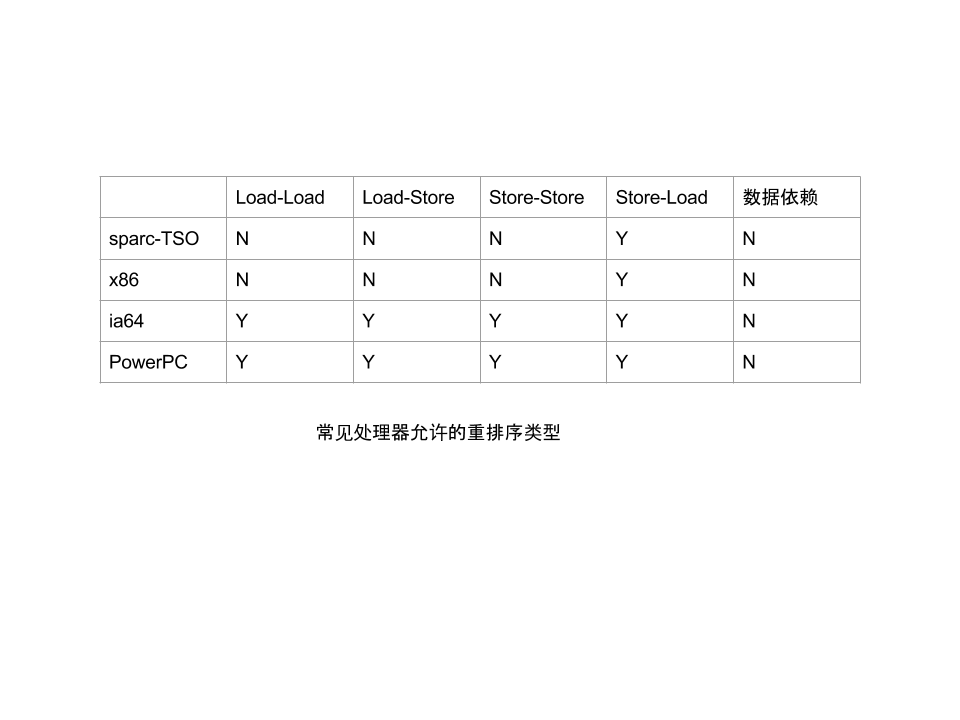 Load-Load Load-Store Store-Store Store-Load 数据依赖
sparc-TSO N N N Y N
x86 N N N Y N
ia64 Y Y Y Y N
PowerPC Y Y Y Y N
常见处理器允许的重排序类型